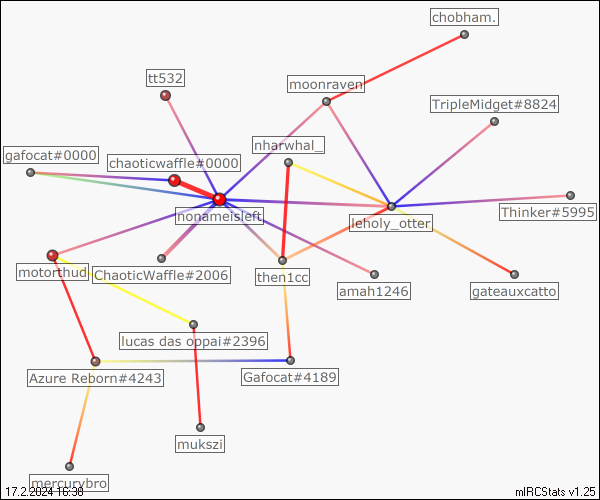 chobham.
tt532
moonraven
TripleMidget#8824
nharwhal_
gafocat#0000
chaoticwaffle#0000
Thinker#5995
nonameisleft
leholy_otter
motorthud
ChaoticWaffle#2006
then1cc
amah1246
gateauxcatto
lucas das oppai#2396
Azure Reborn#4243
Gafocat#4189
mukszi
mercurybro
17.2.2024 16:38
mIRCStats v1.25